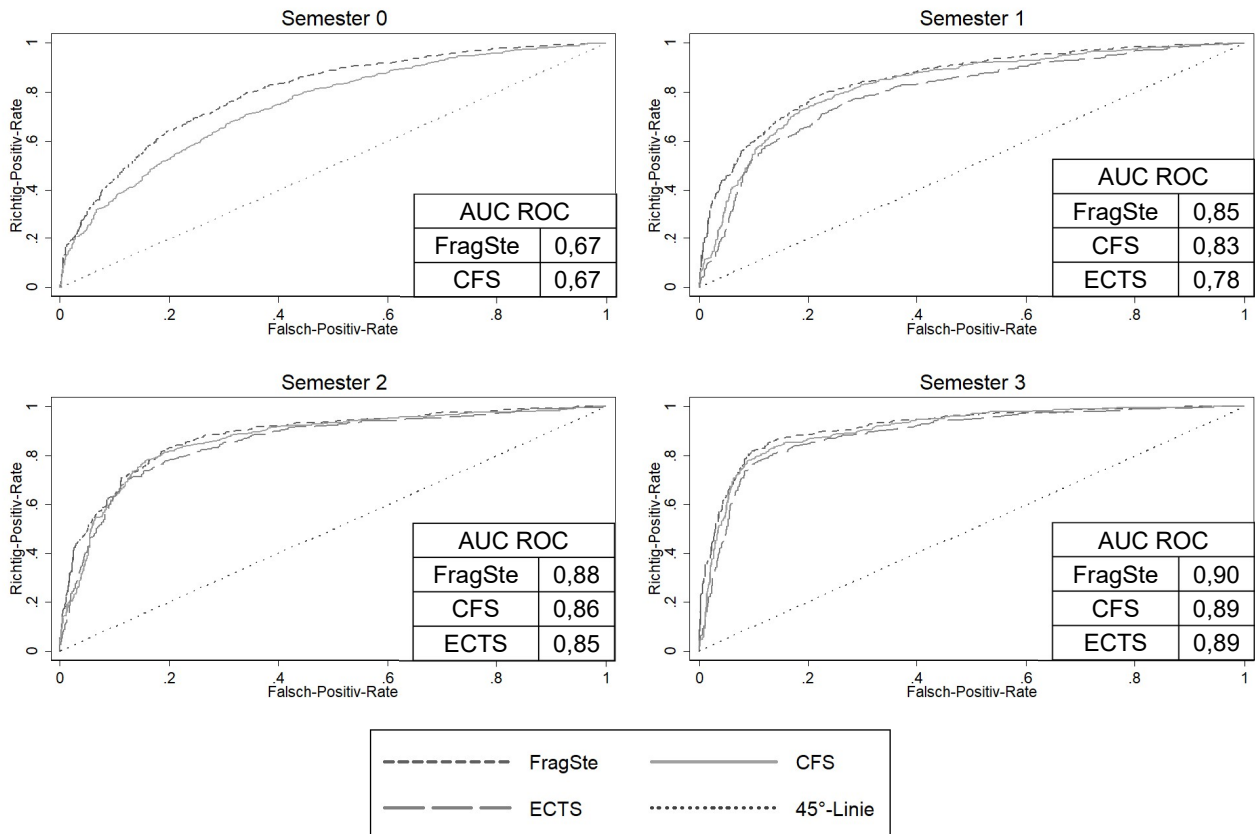 Semester 0
Richtig-Positiv-Rate
1
.8
.6
.4
.2
0
0 .2 .4 .6 .8 1
Falsch-Positiv-Rate
AUC ROC
FragSte 0,67
CFS 0,67
Semester 1
Richtig-Positiv-Rate
1
.8
.6
.4
.2
0
0 .2 .4 .6 .8 1
Falsch-Positiv-Rate
AUC ROC
FragSte 0,85
CFS 0,83
ECTS 0,78
Semester 2
Richtig-Positiv-Rate
1
.8
.6
.4
.2
0
0 .2 .4 .6 .8 1
Falsch-Positiv-Rate
AUC ROC
FragSte 0,88
CFS 0,86
ECTS 0,85
Semester 3
Richtig-Positiv-Rate
1
.8
.6
.4
.2
0
0 .2 .4 .6 .8 1
Falsch-Positiv-Rate
AUC ROC
FragSte 0,90
CFS 0,89
ECTS 0,89
FragSte CFS
ECTS 45°-Linie